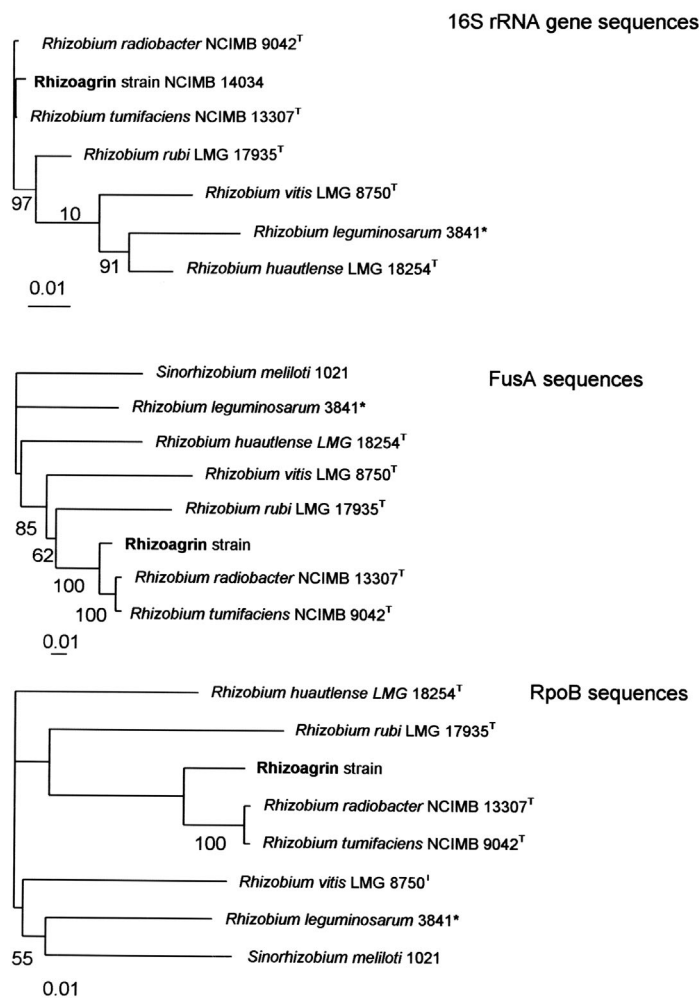 16S rRNA gene sequences
Rhizobium radiobacter NCIMB 9042ᵀ
Rhizoagrin strain NCIMB 14034
Rhizobium tumifaciens NCIMB 13307ᵀ
Rhizobium rubi LMG 17935ᵀ
97
10
Rhizobium vitis LMG 8750ᵀ
Rhizobium leguminosarum 3841*
91
Rhizobium huautlense LMG 18254ᵀ
0.01
Sinorhizobium meliloti 1021
FusA sequences
Rhizobium leguminosarum 3841*
Rhizobium huautlense LMG 18254ᵀ
Rhizobium vitis LMG 8750ᵀ
85
Rhizobium rubi LMG 17935ᵀ
62
Rhizoagrin strain
100
Rhizobium radiobacter NCIMB 13307ᵀ
100
Rhizobium tumifaciens NCIMB 9042ᵀ
0.01
Rhizobium huautlense LMG 18254ᵀ
RpoB sequences
Rhizobium rubi LMG 17935ᵀ
Rhizoagrin strain
Rhizobium radiobacter NCIMB 13307ᵀ
100
Rhizobium tumifaciens NCIMB 9042ᵀ
Rhizobium vitis LMG 8750ᴵ
Rhizobium leguminosarum 3841*
55
Sinorhizobium meliloti 1021
0.01